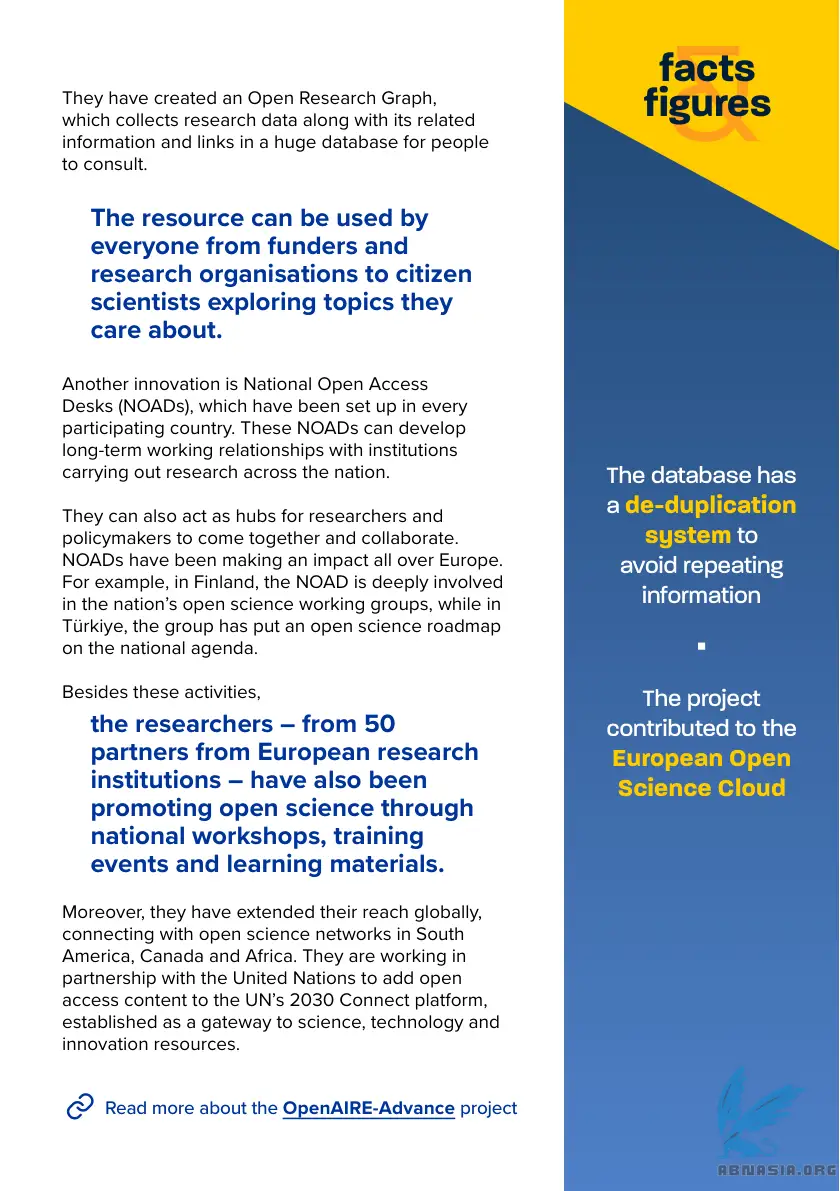 They have created an Open Research Graph,
which collects research data along with its related
information and links in a huge database for people
to consult.
The resource can be used by
everyone from funders and
research organisations to citizen
scientists exploring topics they
care about.
Another innovation is National Open Access
Desks (NOADs), which have been set up in every
participating country. These NOADs can develop
long-term working relationships with institutions
carrying out research across the nation.
They can also act as hubs for researchers and
policymakers to come together and collaborate.
NOADs have been making an impact all over Europe.
For example, in Finland, the NOAD is deeply involved
in the nation’s open science working groups, while in
Türkiye, the group has put an open science roadmap
on the national agenda.
Besides these activities,
the researchers – from 50
partners from European research
institutions – have also been
promoting open science through
national workshops, training
events and learning materials.
Moreover, they have extended their reach globally,
connecting with open science networks in South
America, Canada and Africa. They are working in
partnership with the United Nations to add open
access content to the UN’s 2030 Connect platform,
established as a gateway to science, technology and
innovation resources.
Read more about the OpenAIRE-Advance project
facts
&
figures
The database has
a de-duplication
system to
avoid repeating
information
The project
contributed to the
European Open
Science Cloud
ABNASIA.ORG